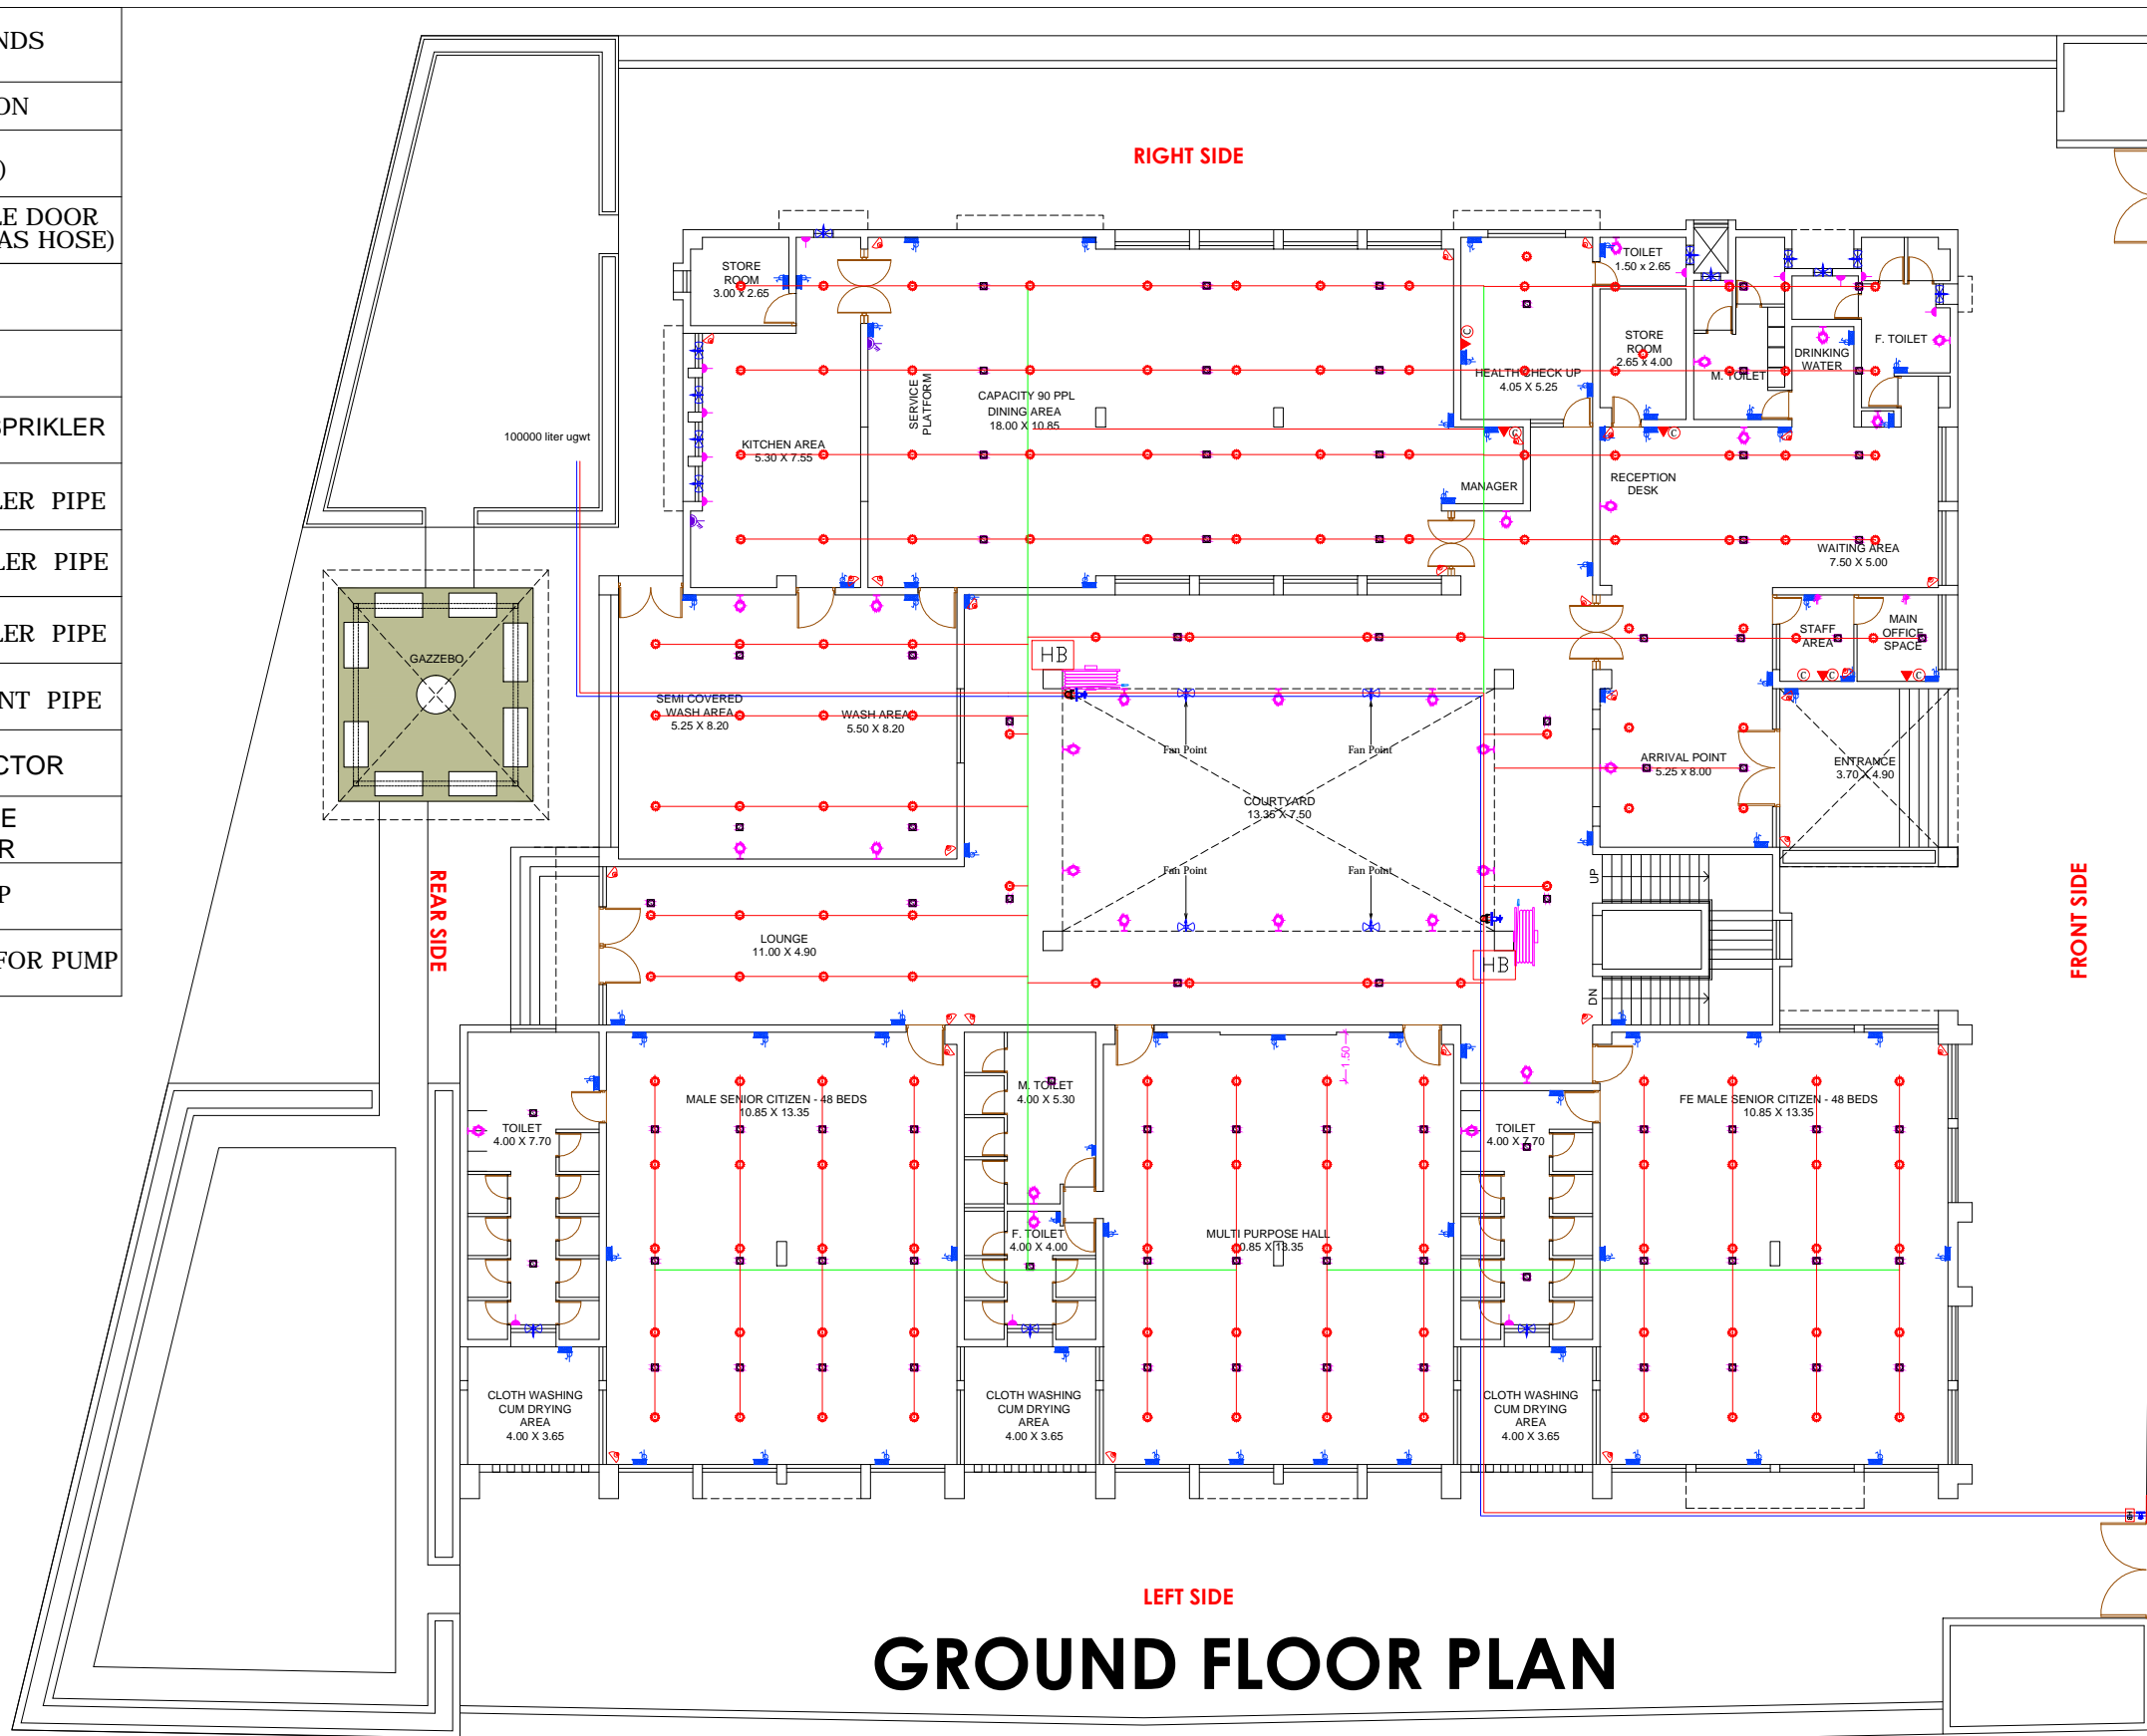 NDS
ON
)
LE DOOR
AS HOSE)
SPRIKLER
LER PIPE
LER PIPE
LER PIPE
NT PIPE
CTOR
E
R
P
FOR PUMP
RIGHT SIDE
100000 liter ugwt
STORE
ROOM
3.00 x 2.65
KITCHEN AREA
5.30 X 7.55
SERVICE
PLATFORM
CAPACITY 90 PPL
DINING AREA
18.00 X 10.85
HEALTH CHECK UP
4.05 X 5.25
TOILET
1.50 x 2.65
STORE
ROOM
2.65 x 4.00
M. TOILET
DRINKING
WATER
F. TOILET
C
C
C
MANAGER
RECEPTION
DESK
WAITING AREA
7.50 X 5.00
STAFF
AREA
MAIN
OFFICE
SPACE
C
C
C
GAZZEBO
HB
SEMI COVERED
WASH AREA
5.25 X 8.20
WASH AREA
5.50 X 8.20
Fan Point
Fan Point
COURTYARD
13.35 X 7.50
Fan Point
Fan Point
ARRIVAL POINT
5.25 x 8.00
ENTRANCE
3.70 X 4.90
REAR SIDE
FRONT SIDE
UP
LOUNGE
11.00 X 4.90
HB
DN
1.50
MALE SENIOR CITIZEN - 48 BEDS
10.85 X 13.35
M. TOILET
4.00 X 5.30
FE MALE SENIOR CITIZEN - 48 BEDS
10.85 X 13.35
TOILET
4.00 X 7.70
TOILET
4.00 X 7.70
F. TOILET
4.00 X 4.00
MULTI PURPOSE HALL
10.85 X 13.35
CLOTH WASHING
CUM DRYING
AREA
4.00 X 3.65
CLOTH WASHING
CUM DRYING
AREA
4.00 X 3.65
CLOTH WASHING
CUM DRYING
AREA
4.00 X 3.65
LEFT SIDE
GROUND FLOOR PLAN